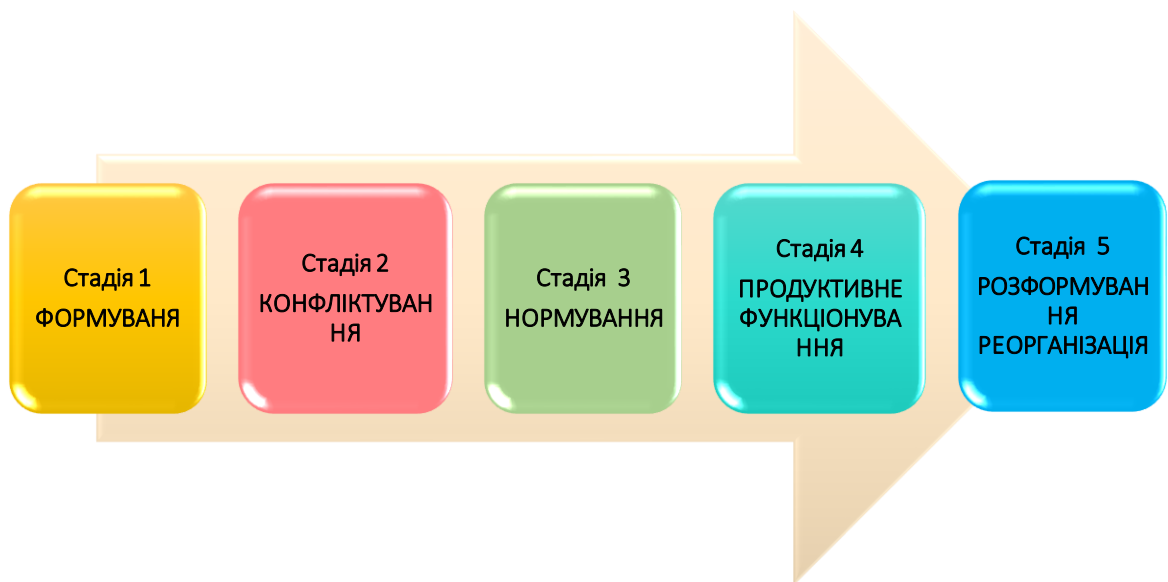 Стадія 1
ФОРМУВАНЯ
Стадія 2
КОНФЛІКТУВАН
НЯ
Стадія 3
НОРМУВАННЯ
Стадія 4
ПРОДУКТИВНЕ
ФУНКЦІОНУВА
ННЯ
Стадія 5
РОЗФОРМУВАН
НЯ
РЕОРГАНІЗАЦІЯ